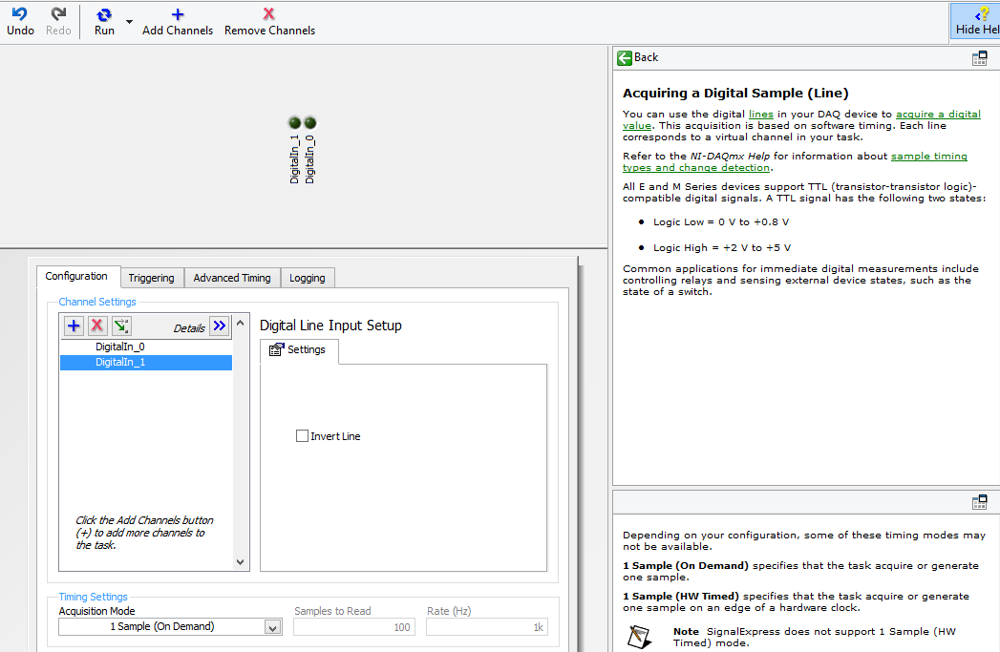 Undo Redo Run Add Channels Remove Channels
Hide Hel
DigitalIn_1
DigitalIn_0
Configuration Triggering Advanced Timing Logging
Channel Settings
Details
DigitalIn_0
DigitalIn_1
Click the Add Channels button
(+) to add more channels to
the task.
Digital Line Input Setup
Settings
Invert Line
Timing Settings
Acquisition Mode Samples to Read Rate (Hz)
1 Sample (On Demand) 100 1k
Back
Acquiring a Digital Sample (Line)
You can use the digital lines in your DAQ device to acquire a digital
value. This acquisition is based on software timing. Each line
corresponds to a virtual channel in your task.
Refer to the NI-DAQmx Help for information about sample timing
types and change detection.
All E and M Series devices support TTL (transistor-transistor logic)-
compatible digital signals. A TTL signal has the following two states:
• Logic Low = 0 V to +0.8 V
• Logic High = +2 V to +5 V
Common applications for immediate digital measurements include
controlling relays and sensing external device states, such as the
state of a switch.
Depending on your configuration, some of these timing modes may
not be available.
1 Sample (On Demand) specifies that the task acquire or generate
one sample.
1 Sample (HW Timed) specifies that the task acquire or generate
one sample on an edge of a hardware clock.
Note SignalExpress does not support 1 Sample (HW
Timed) mode.